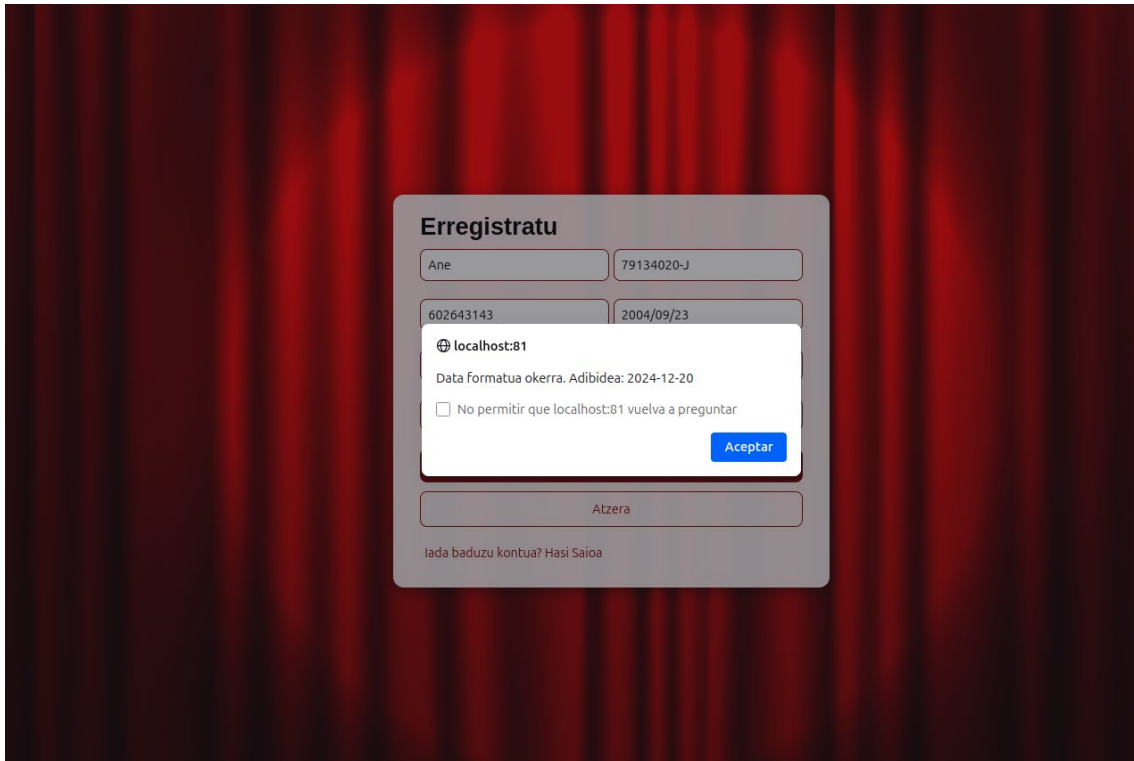 Erregistratu
Ane
79134020-J
602643143
2004/09/23
localhost:81
Data formatua okerra. Adibidea: 2024-12-20
No permitir que localhost:81 vuelva a preguntar
Aceptar
Atzera
Iada baduzu kontua? Hasi Saioa